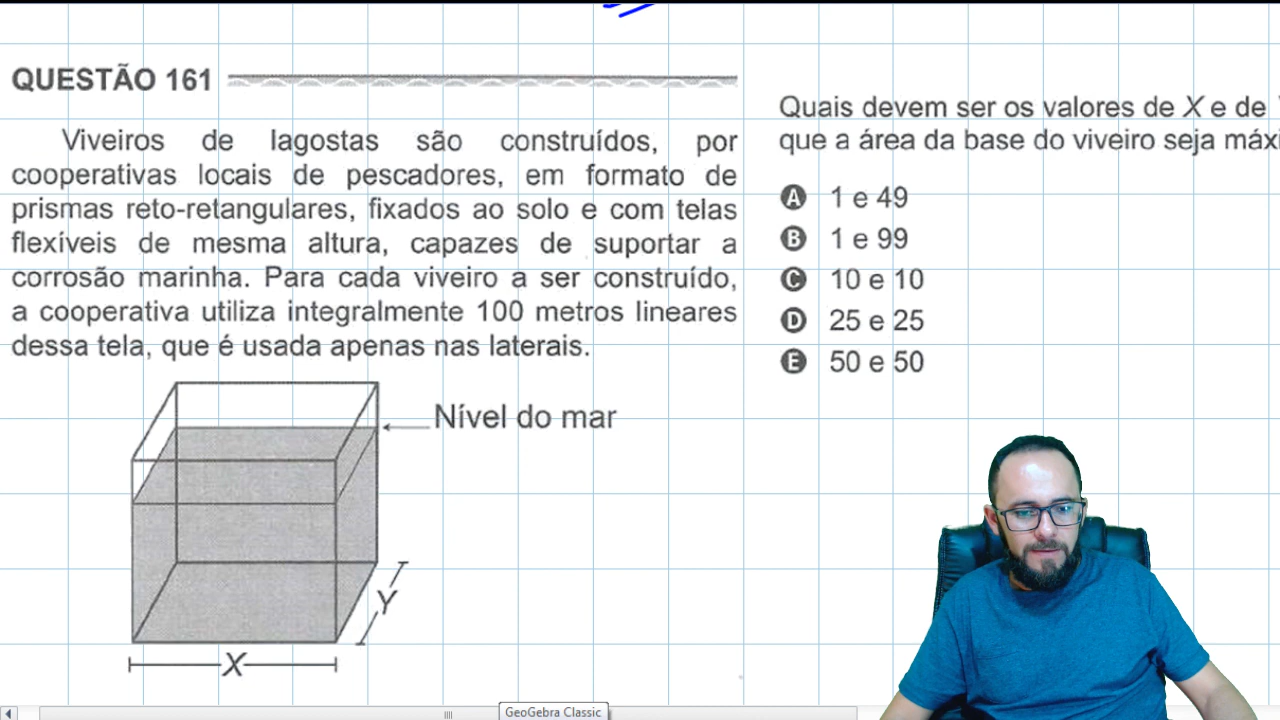 QUESTÃO 161
Viveiros de lagostas são construídos, por
cooperativas locais de pescadores, em formato de
prismas reto-retangulares, fixados ao solo e com telas
flexíveis de mesma altura, capazes de suportar a
corrosão marinha. Para cada viveiro a ser construído,
a cooperativa utiliza integralmente 100 metros lineares
dessa tela, que é usada apenas nas laterais.
Nível do mar
Y
X
Quais devem ser os valores de X e de
que a área da base do viveiro seja
A 1 e 49
B 1 e 99
C 10 e 10
D 25 e 25
E 50 e 50
GeoGebra Classic